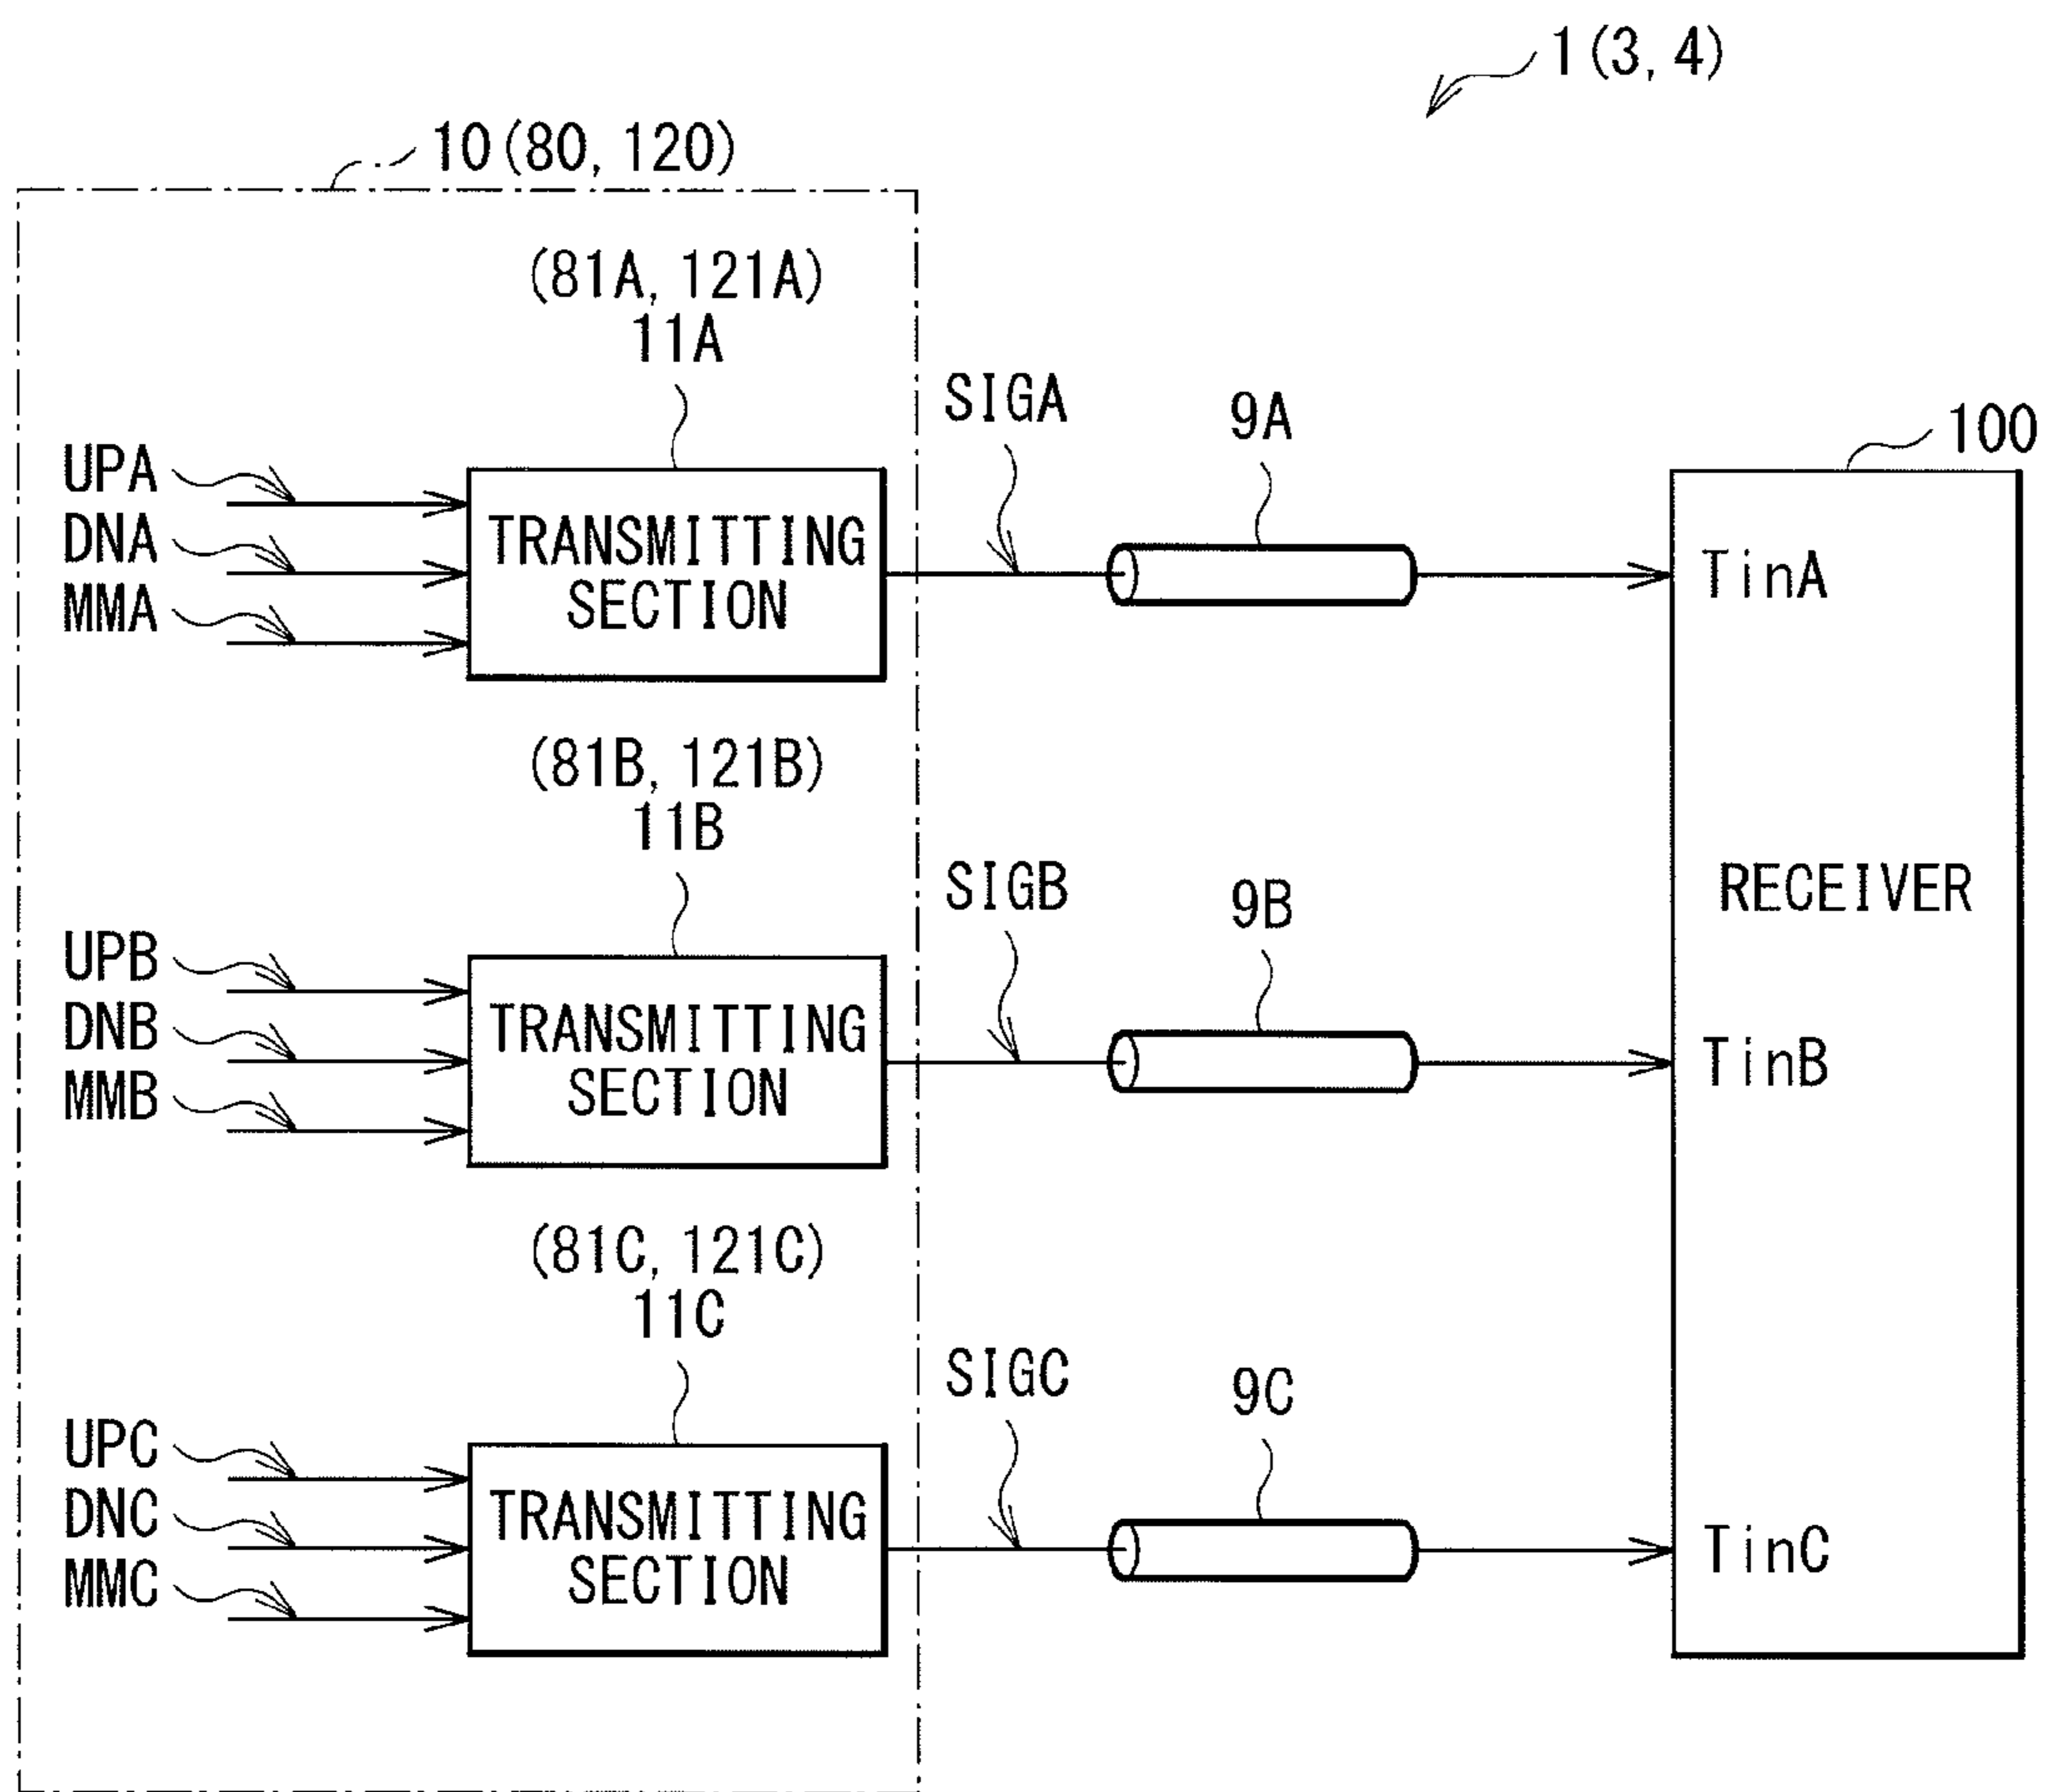 1(3, 4)
10(80, 120)
(81A, 121A)
11A
SIGA
9A
100
UPA
DNA
MMA
TRANSMITTING
SECTION
TinA
(81B, 121B)
11B
SIGB
9B
RECEIVER
UPB
DNB
MMB
TRANSMITTING
SECTION
TinB
(81C, 121C)
11C
SIGC
9C
UPC
DNC
MMC
TRANSMITTING
SECTION
TinC